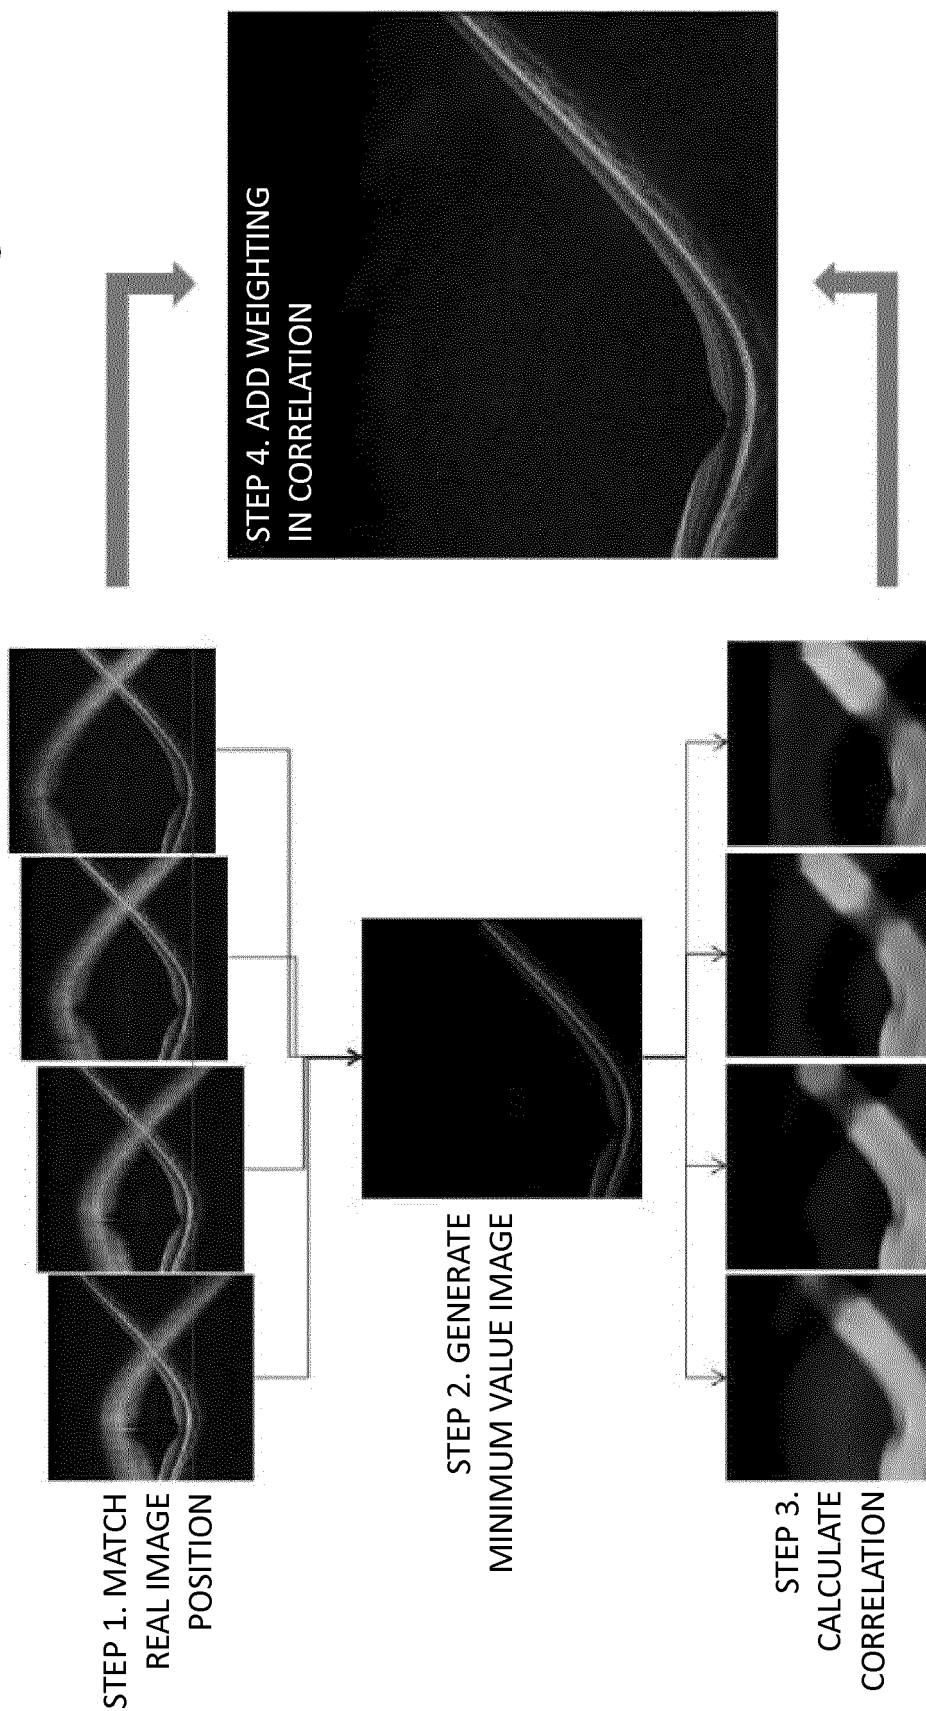 STEP 1. MATCH
REAL IMAGE
POSITION
STEP 2. GENERATE
MINIMUM VALUE IMAGE
STEP 3.
CALCULATE
CORRELATION
STEP 4. ADD WEIGHTING
IN CORRELATION